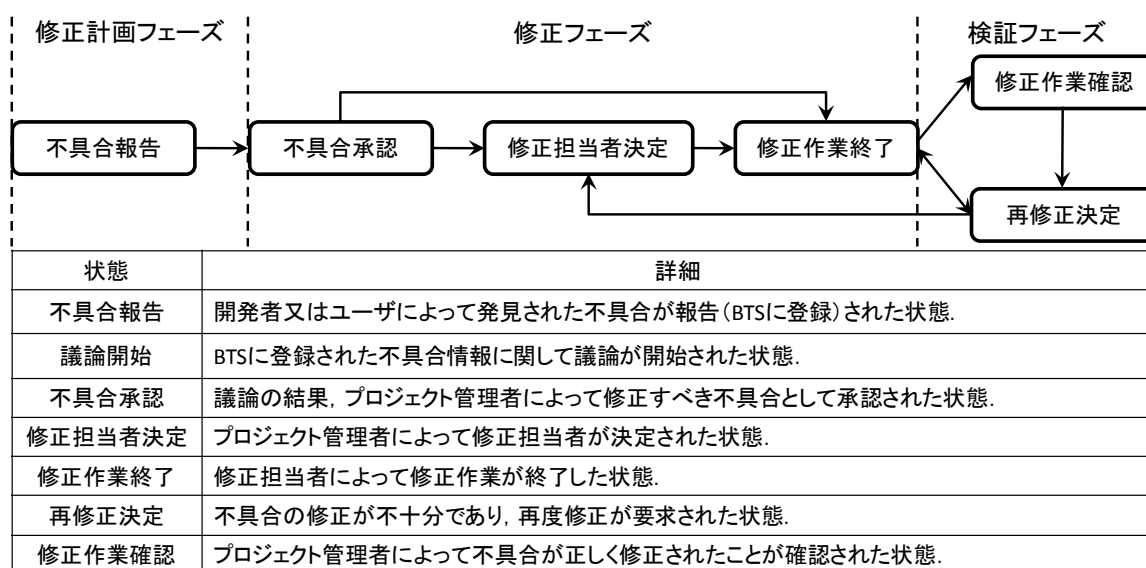 修正計画フェーズ
修正フェーズ
検証フェーズ
修正作業確認
不具合報告
不具合承認
修正担当者決定
修正作業終了
再修正決定
状態 詳細
不具合報告 開発者又はユーザによって発見された不具合が報告(BTSに登録)された状態.
議論開始 BTSに登録された不具合情報に関して議論が開始された状態.
不具合承認 議論の結果, プロジェクト管理者によって修正すべき不具合として承認された状態.
修正担当者決定 プロジェクト管理者によって修正担当者が決定された状態.
修正作業終了 修正担当者によって修正作業が終了した状態.
再修正決定 不具合の修正が不十分であり, 再度修正が要求された状態.
修正作業確認 プロジェクト管理者によって不具合が正しく修正されたことが確認された状態.